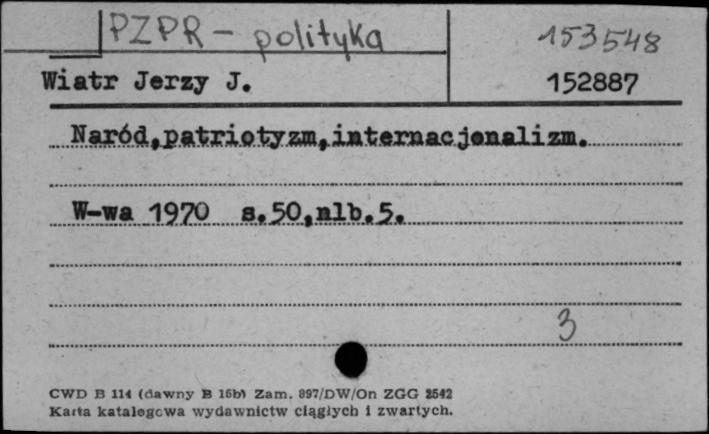 PZPR - polityka 153548
Wiatr Jerzy J. 152887
Naród,patriotyzm,internacjonalizm.
W-wa 1970 s.50,nlb.5.
3
CWD B 114 (dawny B 15b) Zam. 897/DW/On ZGG 2542
Karta katalogowa wydawnictw ciągłych i zwartych.